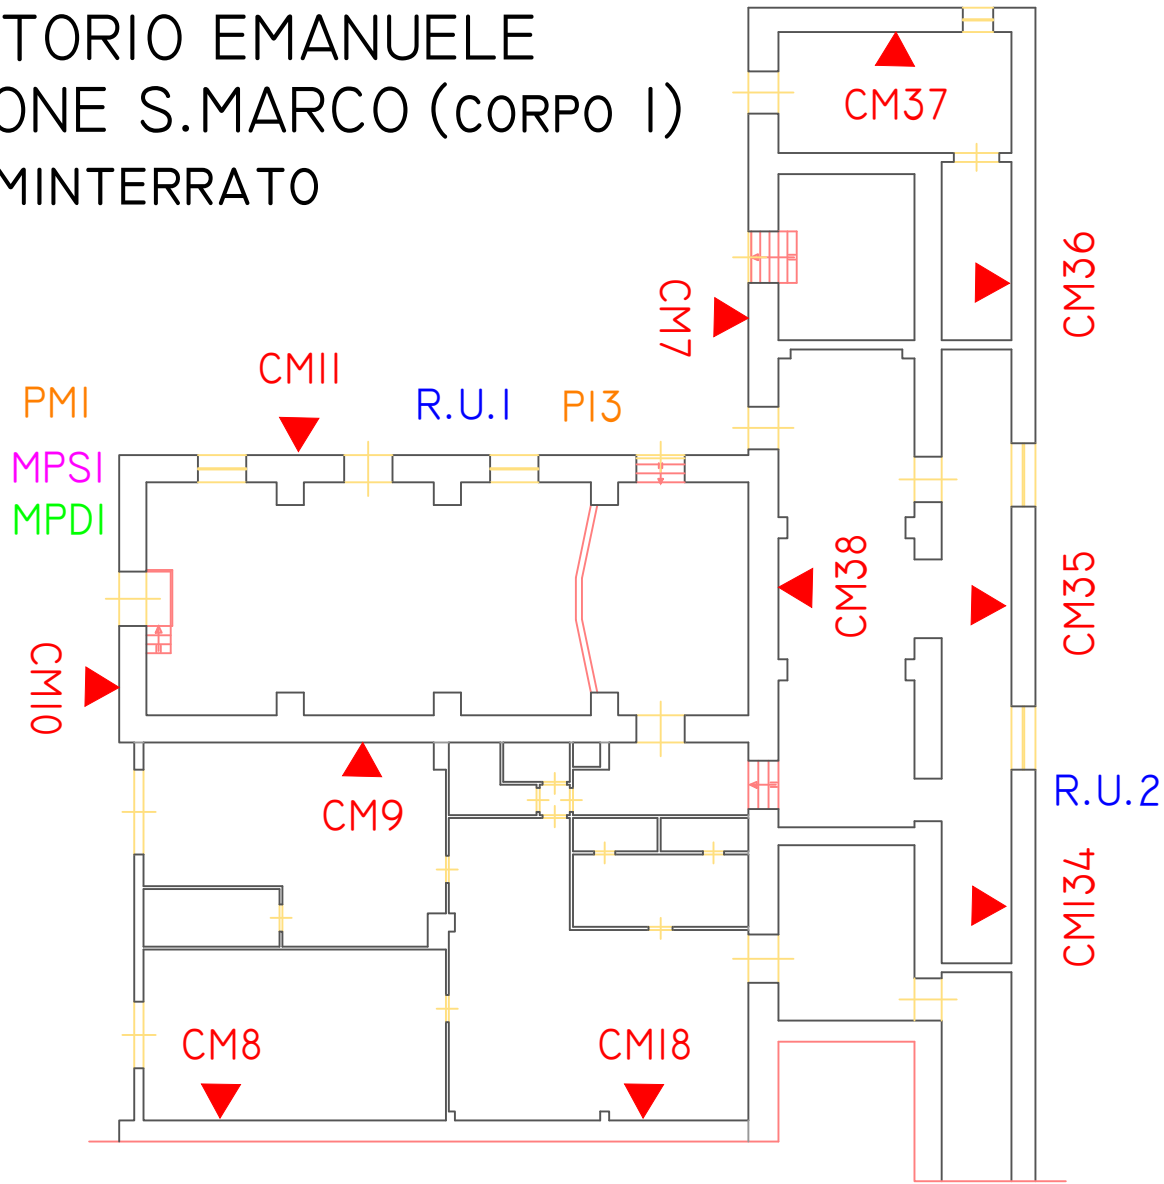 TORIO EMANUELE
ONE S.MARCO (CORPO I)
MINTERRATO
CM37
CM36
CM7
CM11
PM1
R.U.1
PI3
MPS1
MPD1
CM38
CM35
CM10
CM9
R.U.2
CM134
CM8
CM18